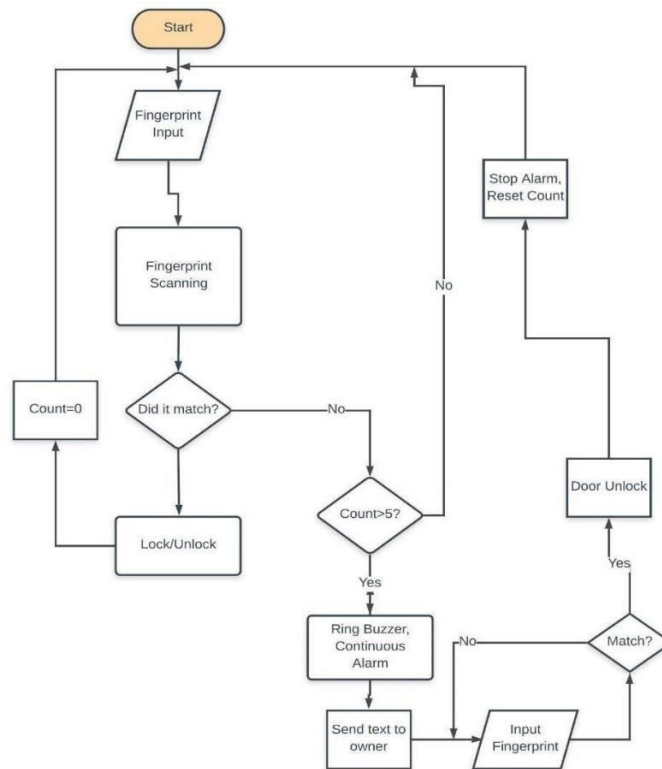 Start
Fingerprint
Input
Fingerprint
Scanning
Did it match?
No
Count=0
Lock/Unlock
Count>5?
No
Yes
Ring Buzzer,
Continuous
Alarm
Send text to
owner
Input
Fingerprint
No
Match?
Yes
Door Unlock
Stop Alarm,
Reset Count